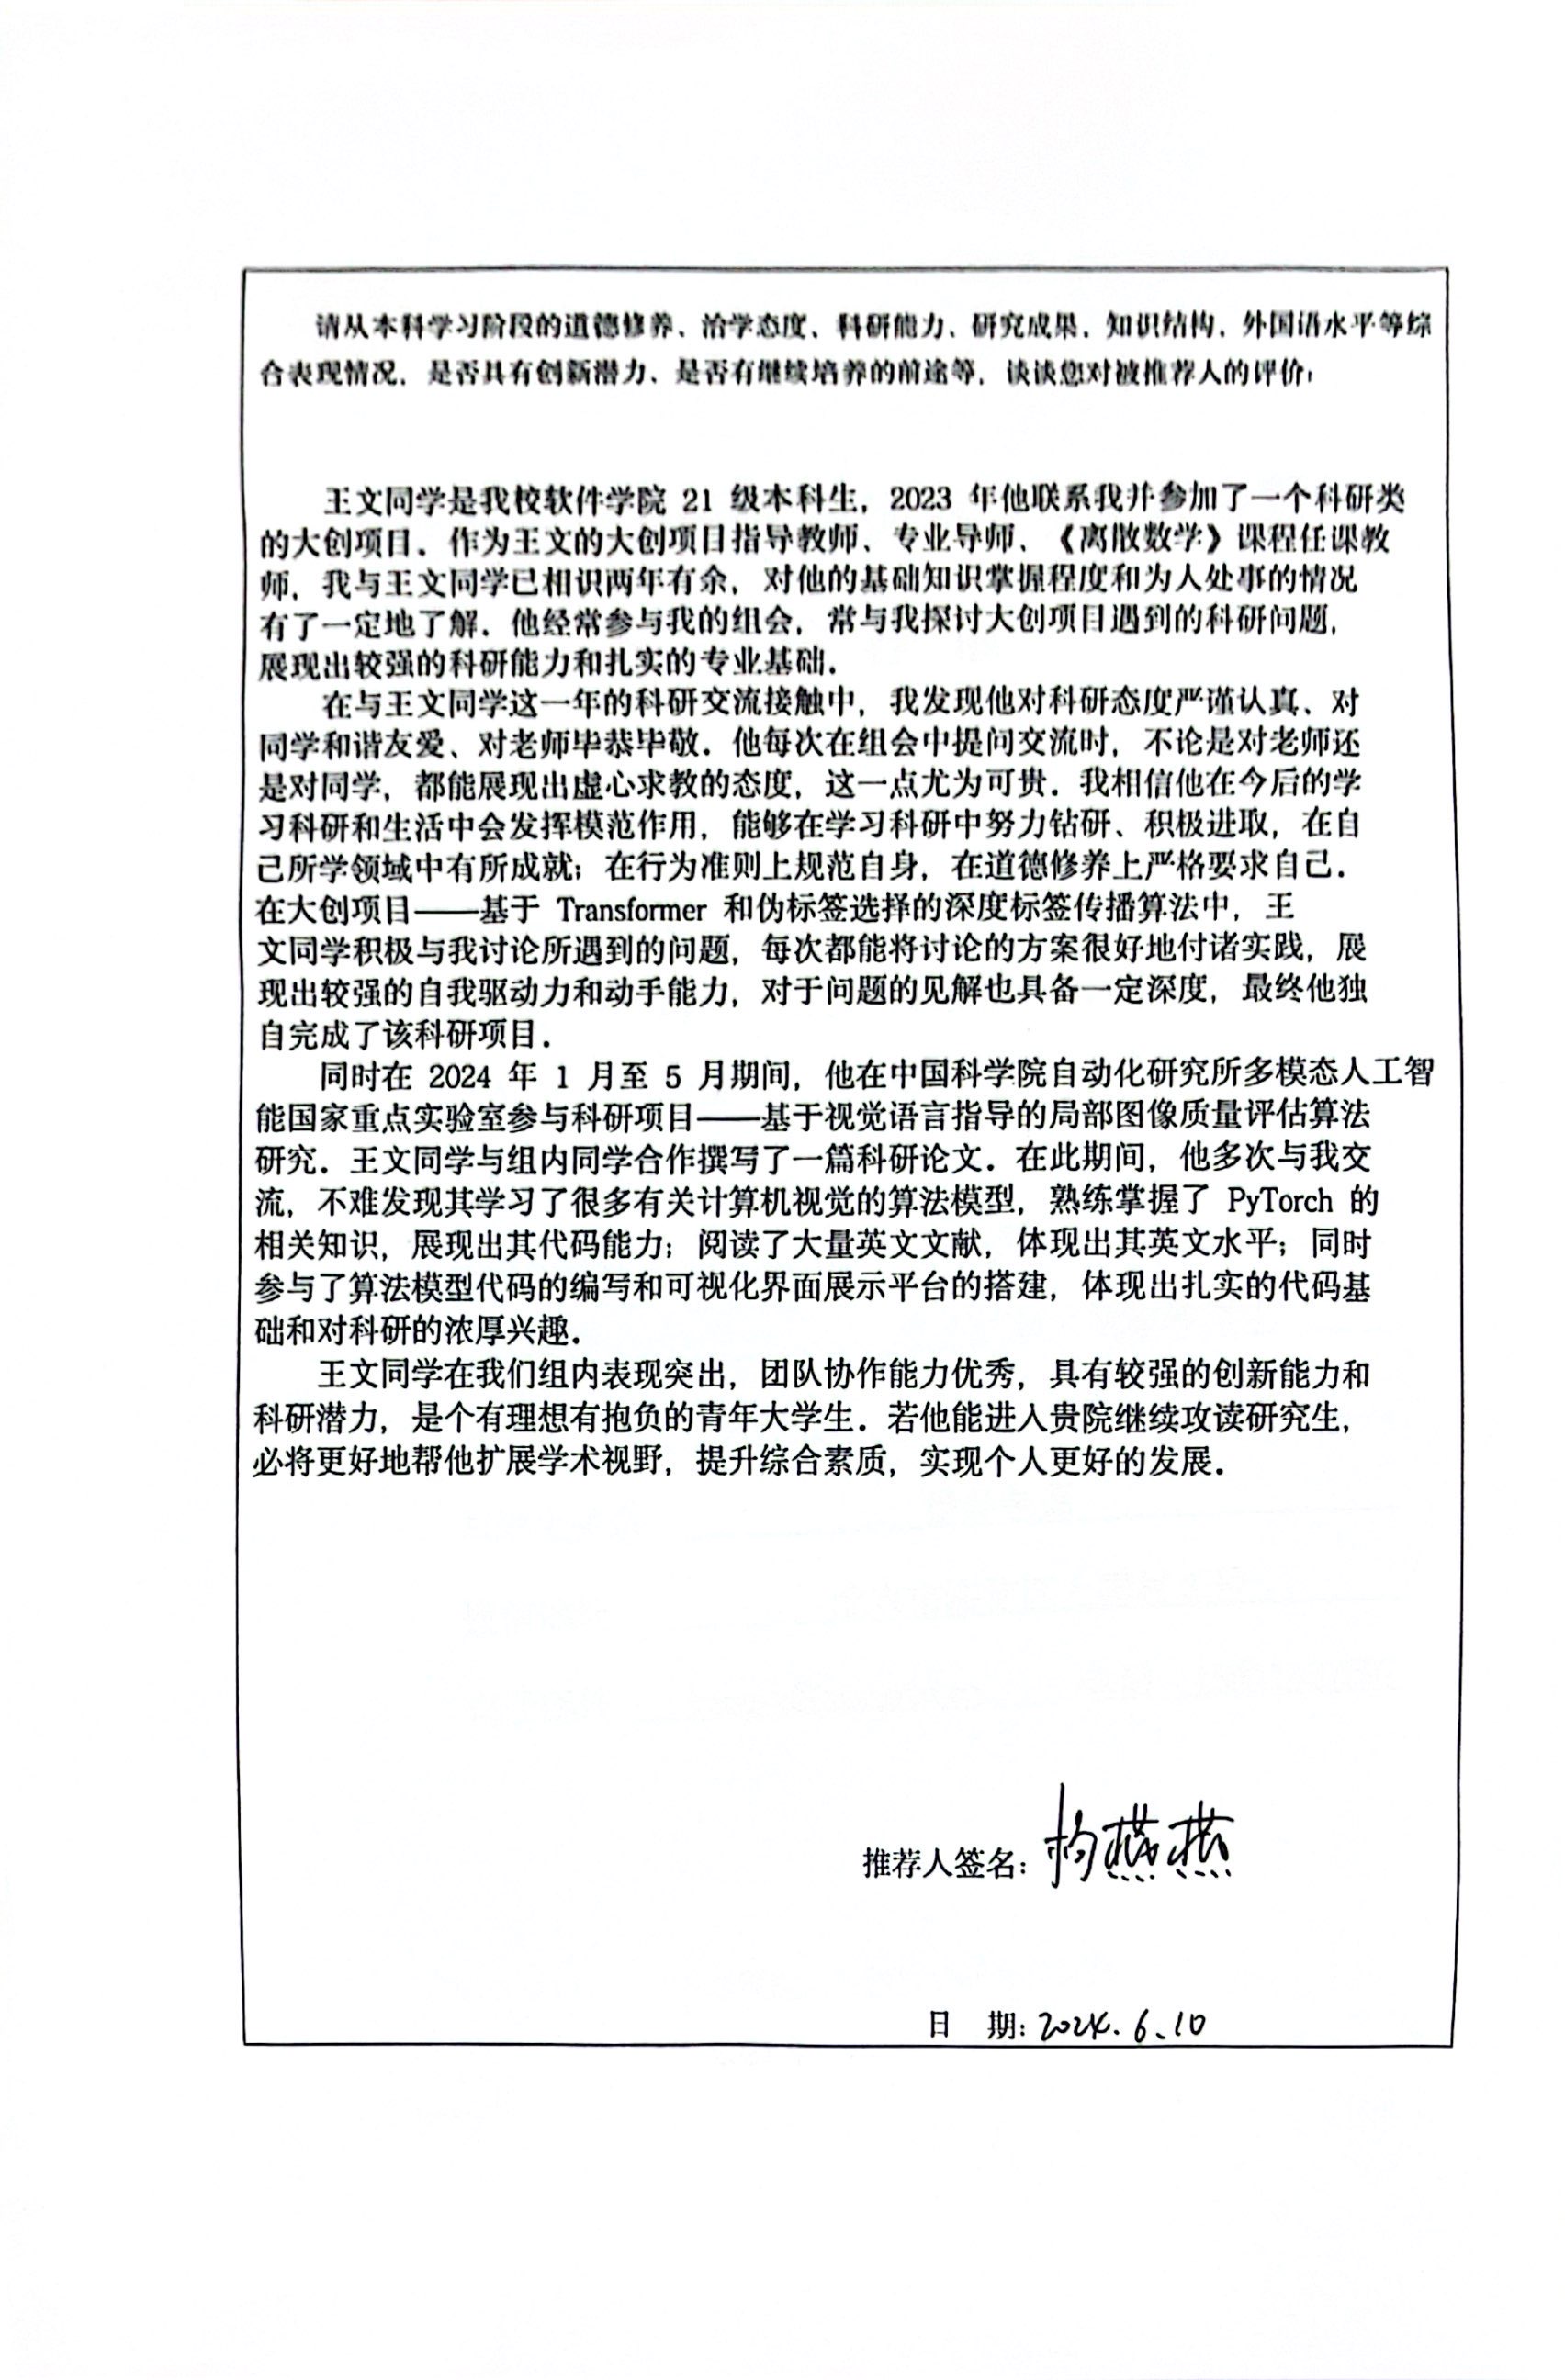 请从本科学习阶段的道德修养、治学态度、科研能力、研究成果、知识结构、外国语水平等综
合表现情况，是否具有创新潜力、是否有继续培养的前途等，谈谈您对被推荐人的评价：
王文同学是我校软件学院 21 级本科生，2023 年他联系我并参加了一个科研类
的大创项目。作为王文的大创项目指导教师、专业导师、《离散数学》课程任课教
师，我与王文同学已相识两年有余，对他的基础知识掌握程度和为人处事的情况
有了一定地了解。他经常参与我的组会，常与我探讨大创项目遇到的科研问题，
展现出较强的科研能力和扎实的专业基础。
在与王文同学这一年的科研交流接触中，我发现他对科研态度严谨认真、对
同学和谐友爱、对老师毕恭毕敬。他每次在组会中提问交流时，不论是对老师还
是对同学，都能展现出虚心求教的态度，这一点尤为可贵。我相信他在今后的学
习科研和生活中会发挥模范作用，能够在学习科研中努力钻研、积极进取，在自
己所学领域中有所成就；在行为准则上规范自身，在道德修养上严格要求自己。
在大创项目——基于 Transformer 和伪标签选择的深度标签传播算法中，王
文同学积极与我讨论所遇到的问题，每次都能将讨论的方案很好地付诸实践，展
现出较强的自我驱动力和动手能力，对于问题的见解也具备一定深度，最终他独
自完成了该科研项目。
同时在 2024 年 1 月至 5 月期间，他在中国科学院自动化研究所多模态人工智
能国家重点实验室参与科研项目——基于视觉语言指导的局部图像质量评估算法
研究。王文同学与组内同学合作撰写了一篇科研论文。在此期间，他多次与我交
流，不难发现其学习了很多有关计算机视觉的算法模型，熟练掌握了 PyTorch 的
相关知识，展现出其代码能力；阅读了大量英文文献，体现出其英文水平；同时
参与了算法模型代码的编写和可视化界面展示平台的搭建，体现出扎实的代码基
础和对科研的浓厚兴趣。
王文同学在我们组内表现突出，团队协作能力优秀，具有较强的创新能力和
科研潜力，是个有理想有抱负的青年大学生。若他能进入贵院继续攻读研究生，
必将更好地帮他扩展学术视野，提升综合素质，实现个人更好的发展。
推荐人签名：杨燕燕
日 期：2024.6.10